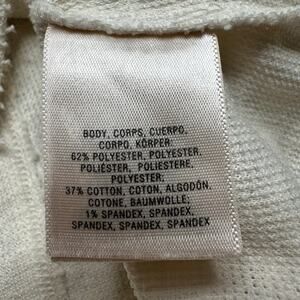 BODY, CORPS, CUERPO,
CORPO, KÖRPER:
62% POLYESTER, POLYESTER,
POLIÉSTER, POLIESTERE,
POLYESTER;
37% COTTON, COTON, ALGODÓN,
COTONE, BAUMWOLLE;
1% SPANDEX, SPANDEX,
SPANDEX, SPANDEX, SPANDEX